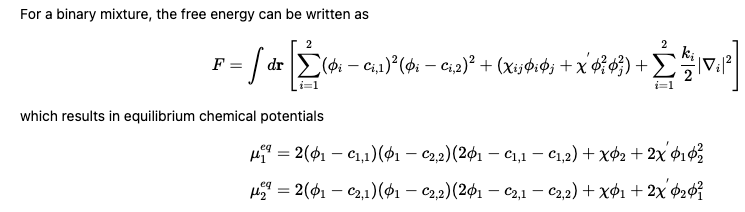 For a binary mixture, the free energy can be written as
F = ∫ dr [ ∑_{i=1}^{2} (ϕ_i − c_{i,1})²(ϕ_i − c_{i,2})² + (χ_{ij}ϕ_iϕ_j + χ′ϕ_i²ϕ_j²) + ∑_{i=1}^{2} k_i/2 |∇_i|² ]
which results in equilibrium chemical potentials
μ_1^{eq} = 2(ϕ_1 − c_{1,1})(ϕ_1 − c_{2,2})(2ϕ_1 − c_{1,1} − c_{1,2}) + χϕ_2 + 2χ′ϕ_1ϕ_2²
μ_2^{eq} = 2(ϕ_1 − c_{2,1})(ϕ_1 − c_{2,2})(2ϕ_1 − c_{2,1} − c_{2,2}) + χϕ_1 + 2χ′ϕ_2ϕ_1²